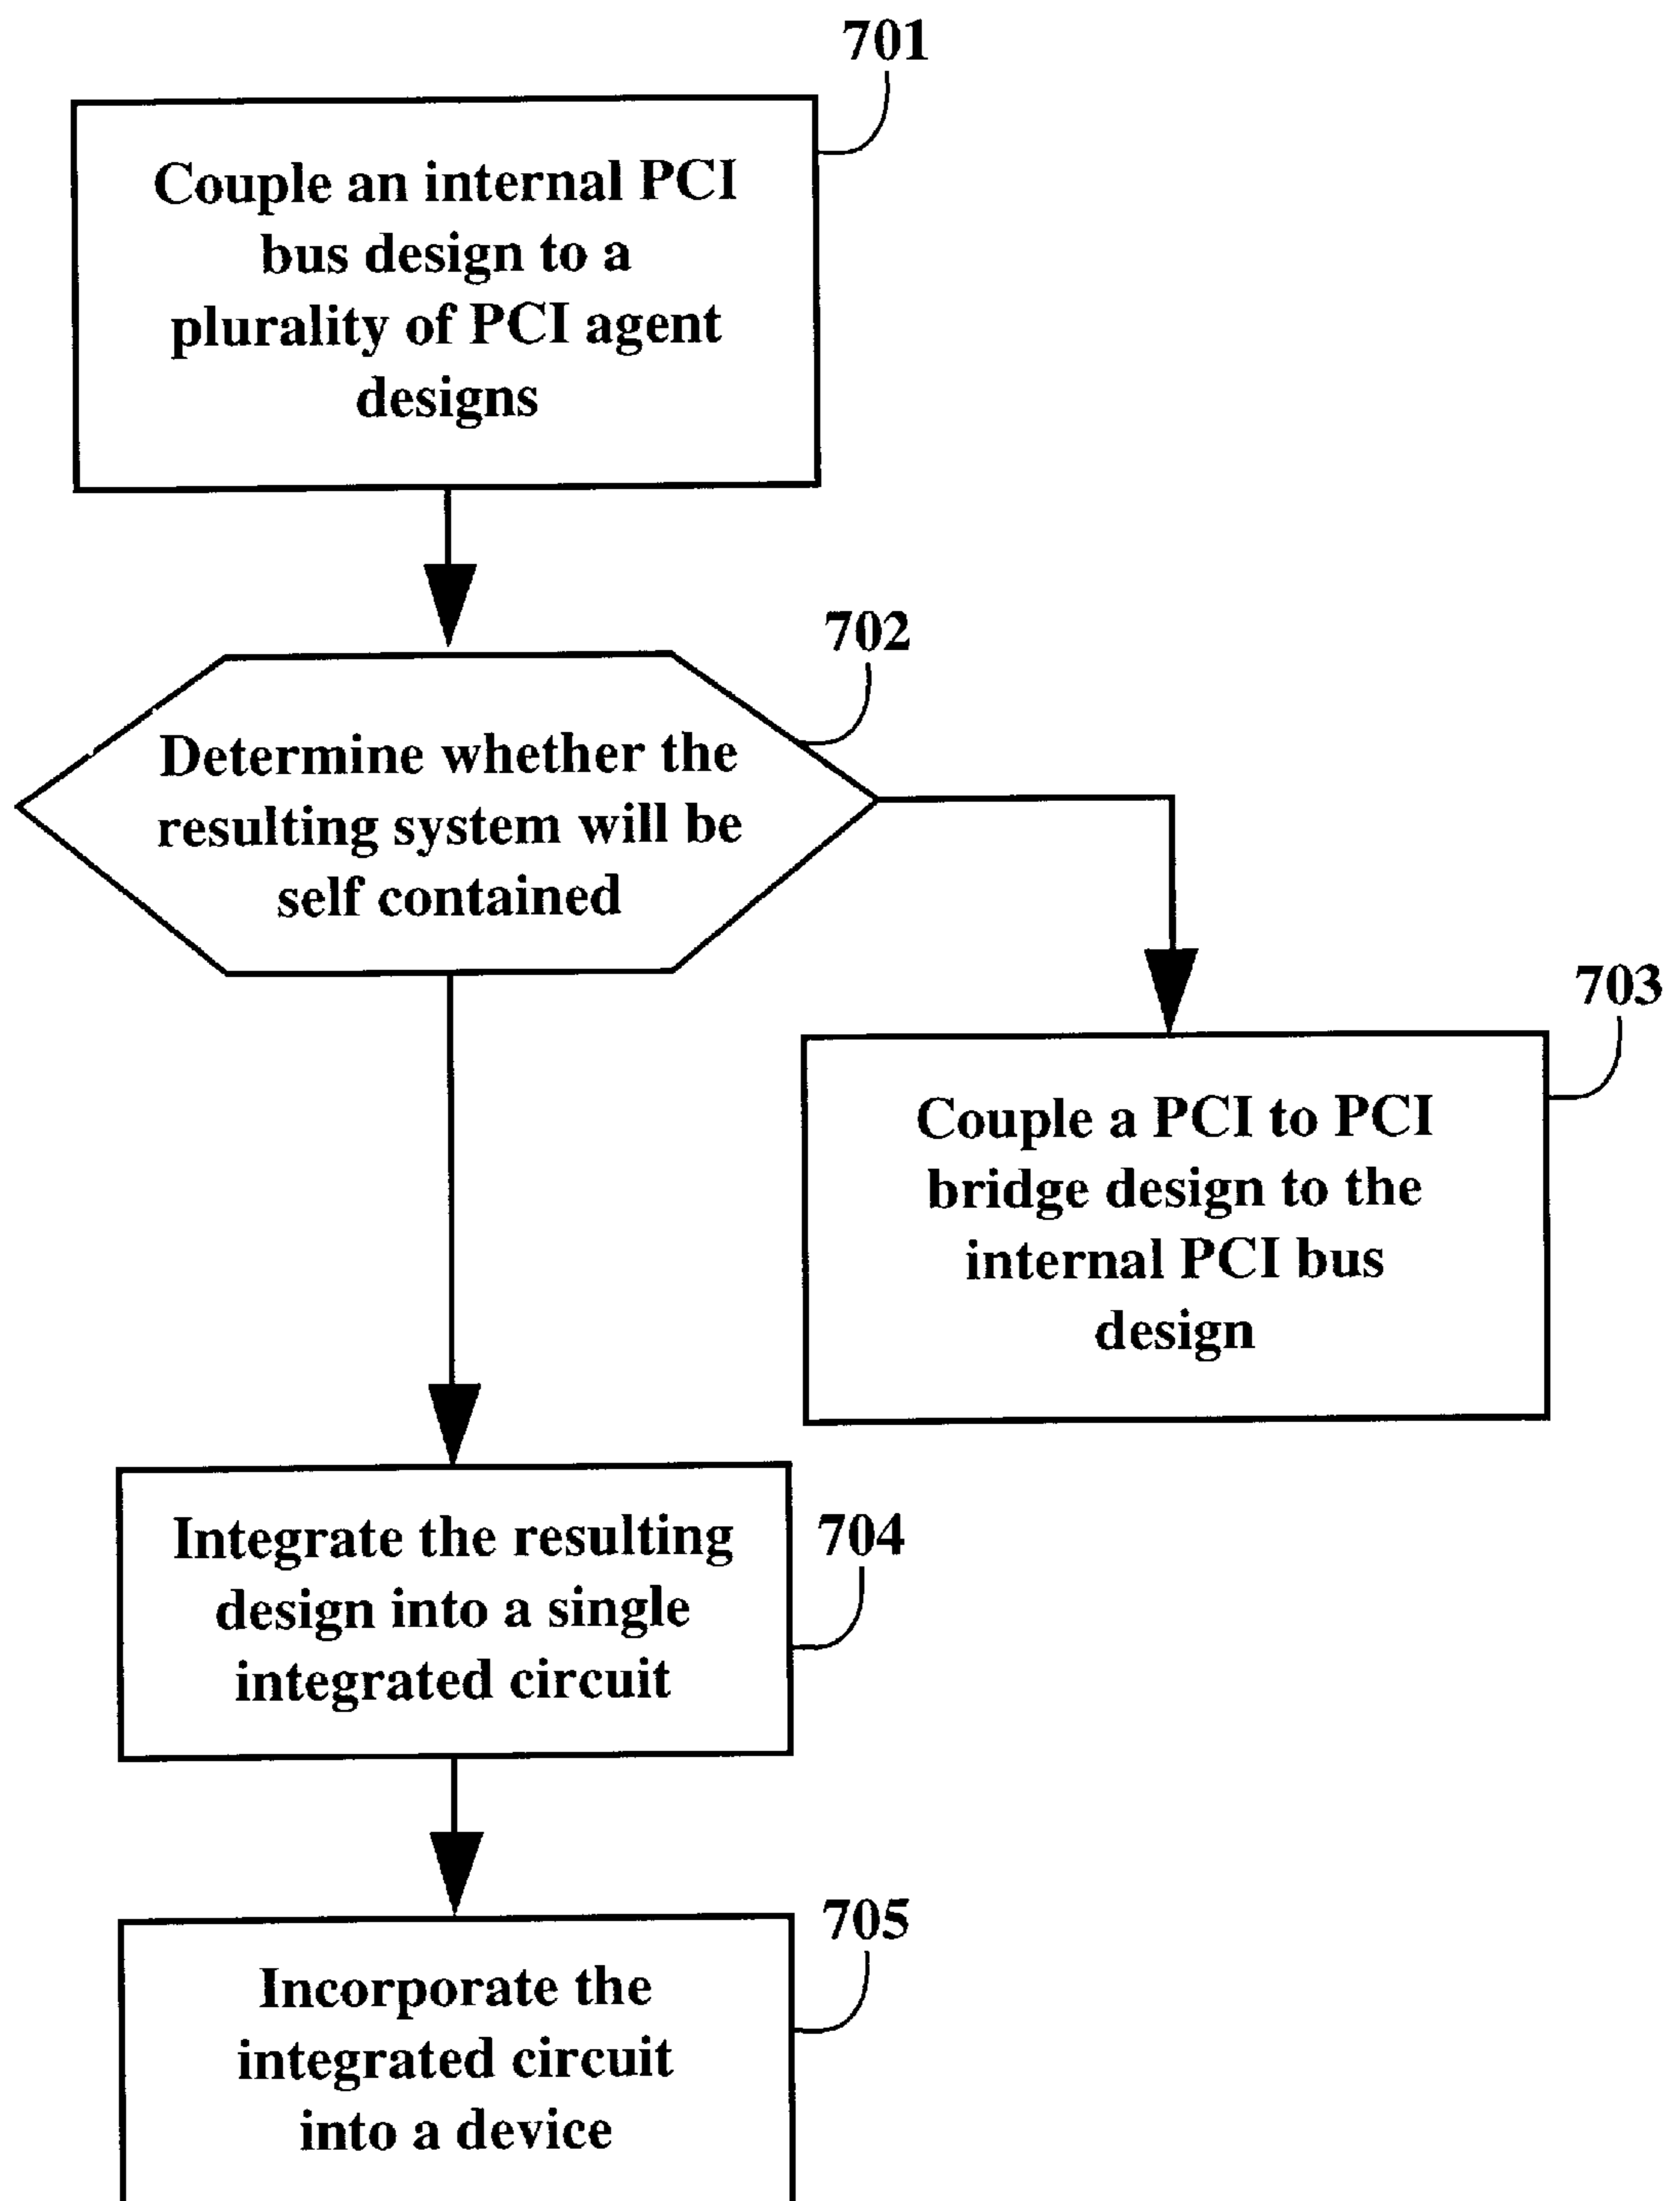 701
Couple an internal PCI
bus design to a
plurality of PCI agent
designs
702
Determine whether the
resulting system will be
self contained
703
Couple a PCI to PCI
bridge design to the
internal PCI bus
design
704
Integrate the resulting
design into a single
integrated circuit
705
Incorporate the
integrated circuit
into a device